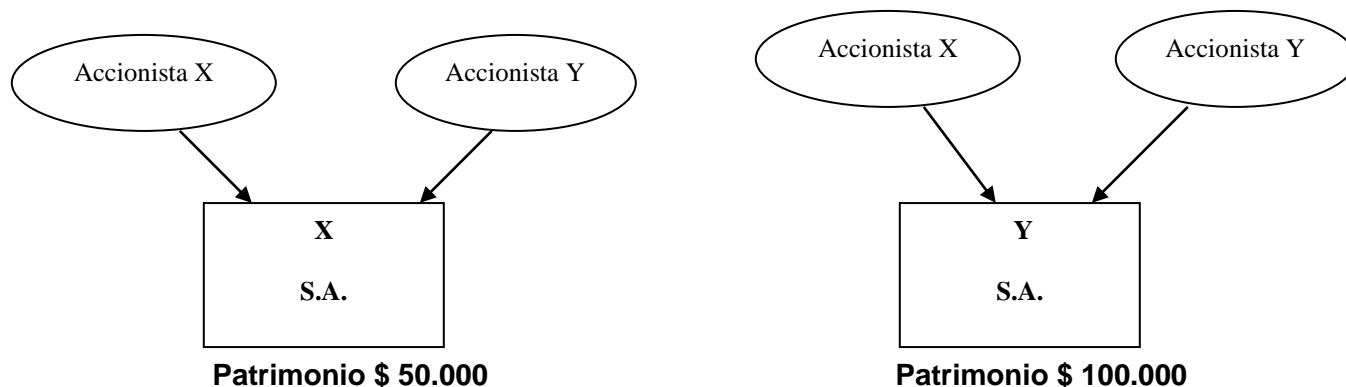 Accionista X
Accionista Y
X
S.A.
Patrimonio $ 50.000
Accionista X
Accionista Y
Y
S.A.
Patrimonio $ 100.000